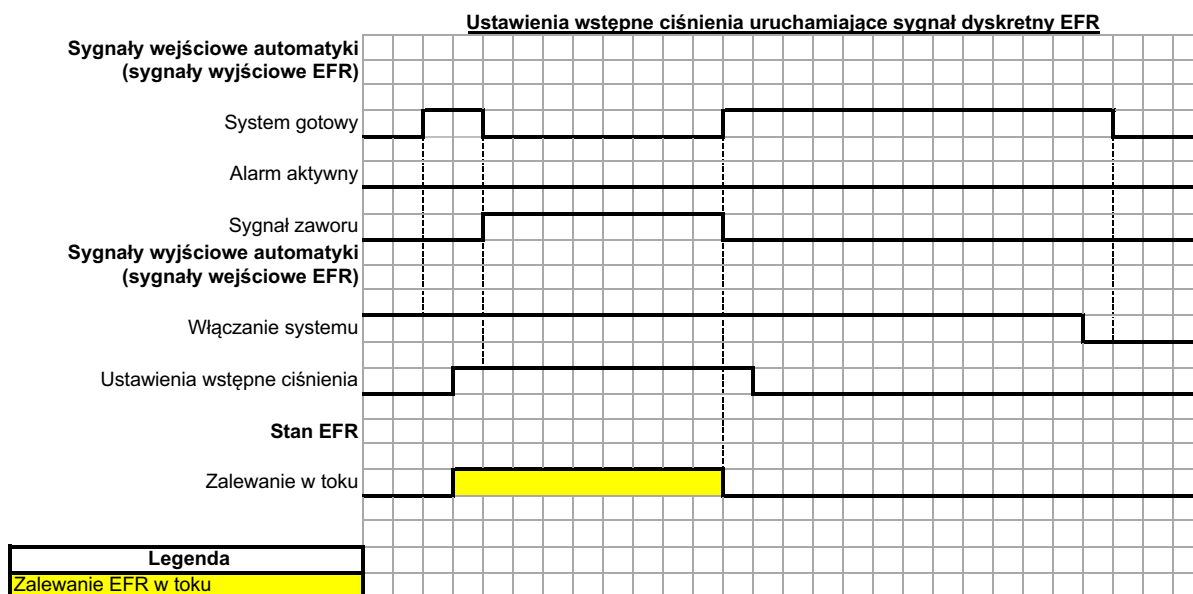 Ustawienia wstępne ciśnienia uruchamiające sygnał dyskretny EFR
Sygnały wejściowe automatyki
(sygnały wyjściowe EFR)
System gotowy
Alarm aktywny
Sygnał zaworu
Sygnały wyjściowe automatyki
(sygnały wejściowe EFR)
Włączanie systemu
Ustawienia wstępne ciśnienia
Stan EFR
Zalewanie w toku
Legenda
Zalewanie EFR w toku